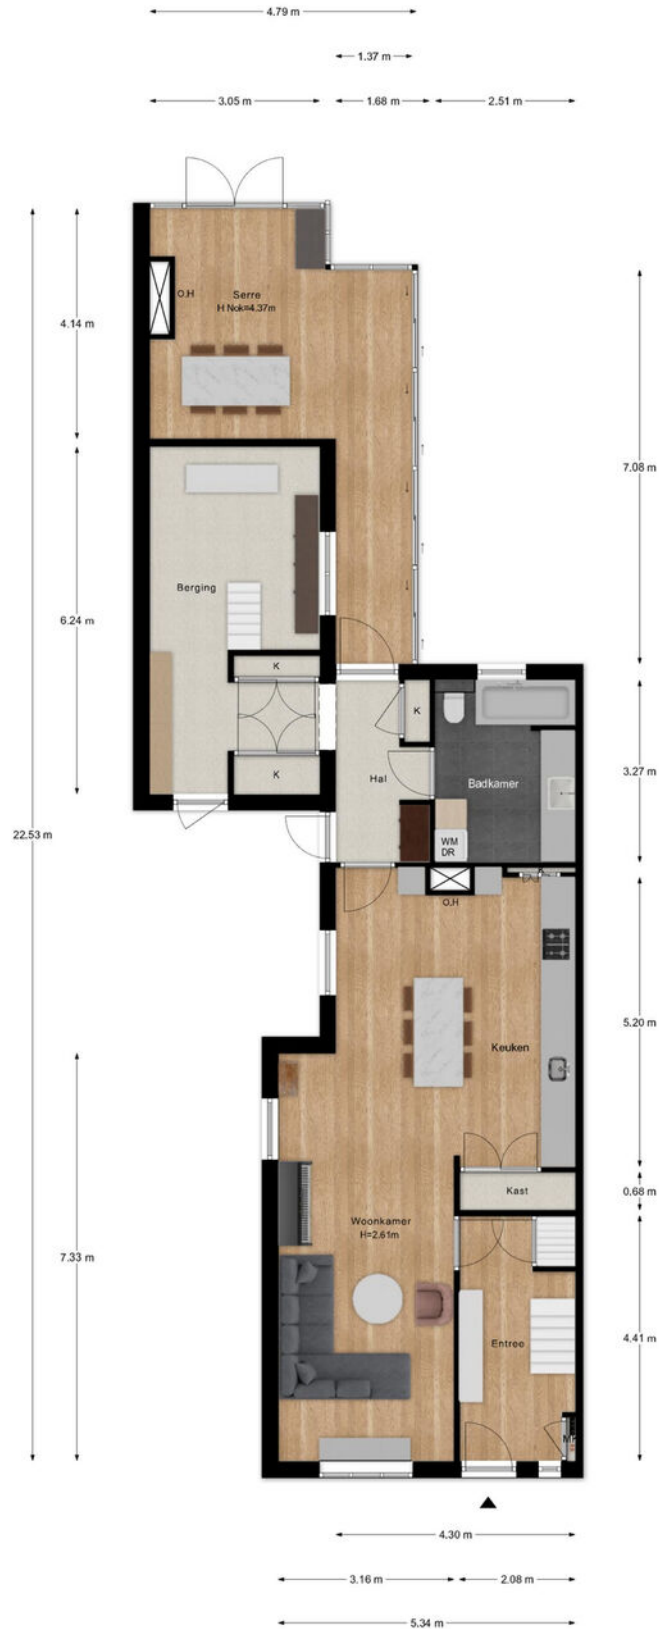 4.79 m
1.37 m
3.05 m
1.68 m
2.51 m
O.H
Serre
H Nok=4.37m
4.14 m
7.08 m
Berging
6.24 m
K
K
K
Hal
Badkamer
3.27 m
22.53 m
WM
DR
O.H
5.20 m
Keuken
Kast
0.68 m
Woonkamer
H=2.61m
7.33 m
4.41 m
Entree
4.30 m
3.16 m
2.08 m
5.34 m